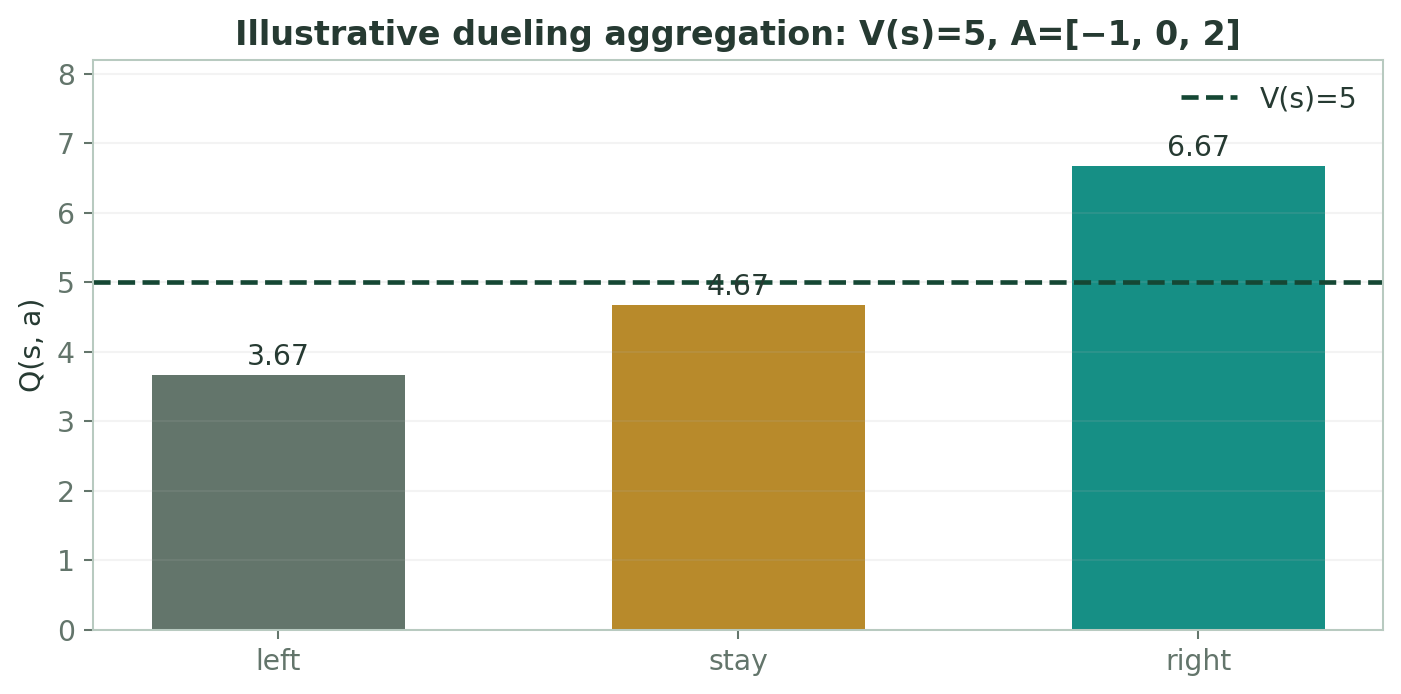 Illustrative dueling aggregation: V(s)=5, A=[−1, 0, 2]
V(s)=5
Q(s, a)
8
7
6
5
4
3
2
1
0
3.67
4.67
6.67
left
stay
right